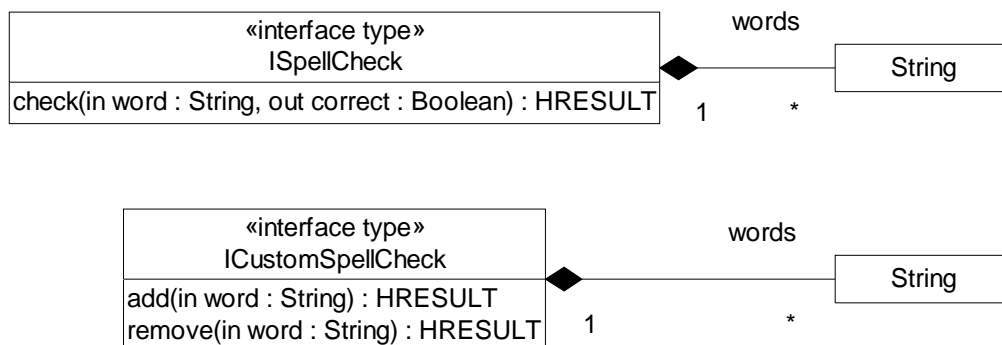 words
«interface type»
ISpellCheck
String
check(in word : String, out correct : Boolean) : HRESULT
1
*
words
«interface type»
ICustomSpellCheck
String
add(in word : String) : HRESULT
remove(in word : String) : HRESULT
1
*